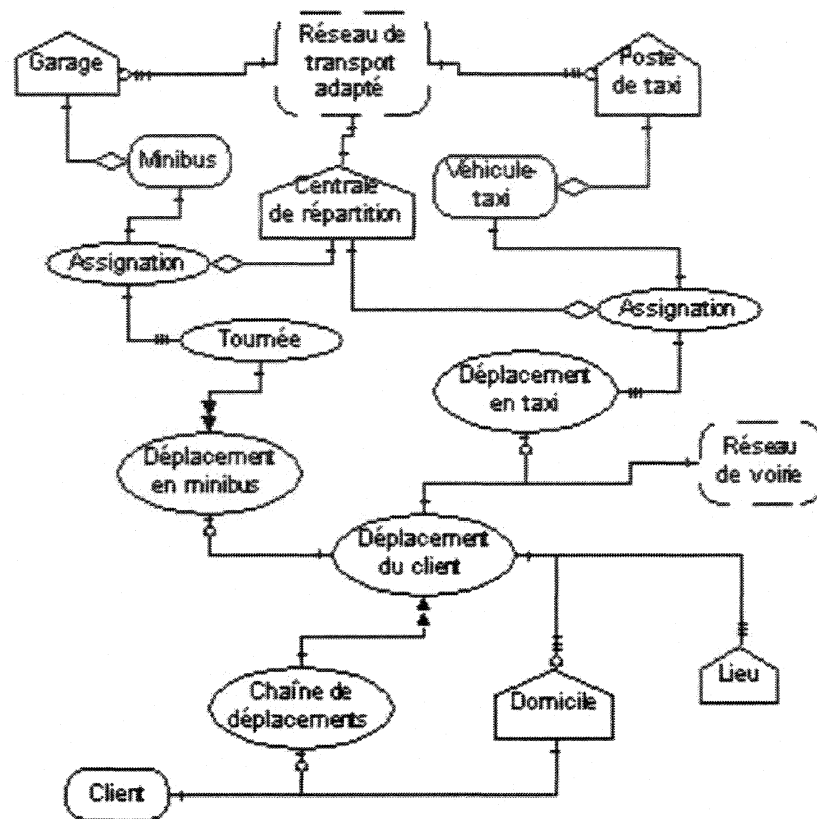 Garage
Réseau de
transport
adapté
Poste
de taxi
Minibus
Centrale
de répartition
Véhicule-
taxi
Assignation
Assignation
Tournée
Déplacement
en taxi
Déplacement
en minibus
Réseau
de voirie
Déplacement
du client
Chaîne de
déplacements
Domicile
Lieu
Client